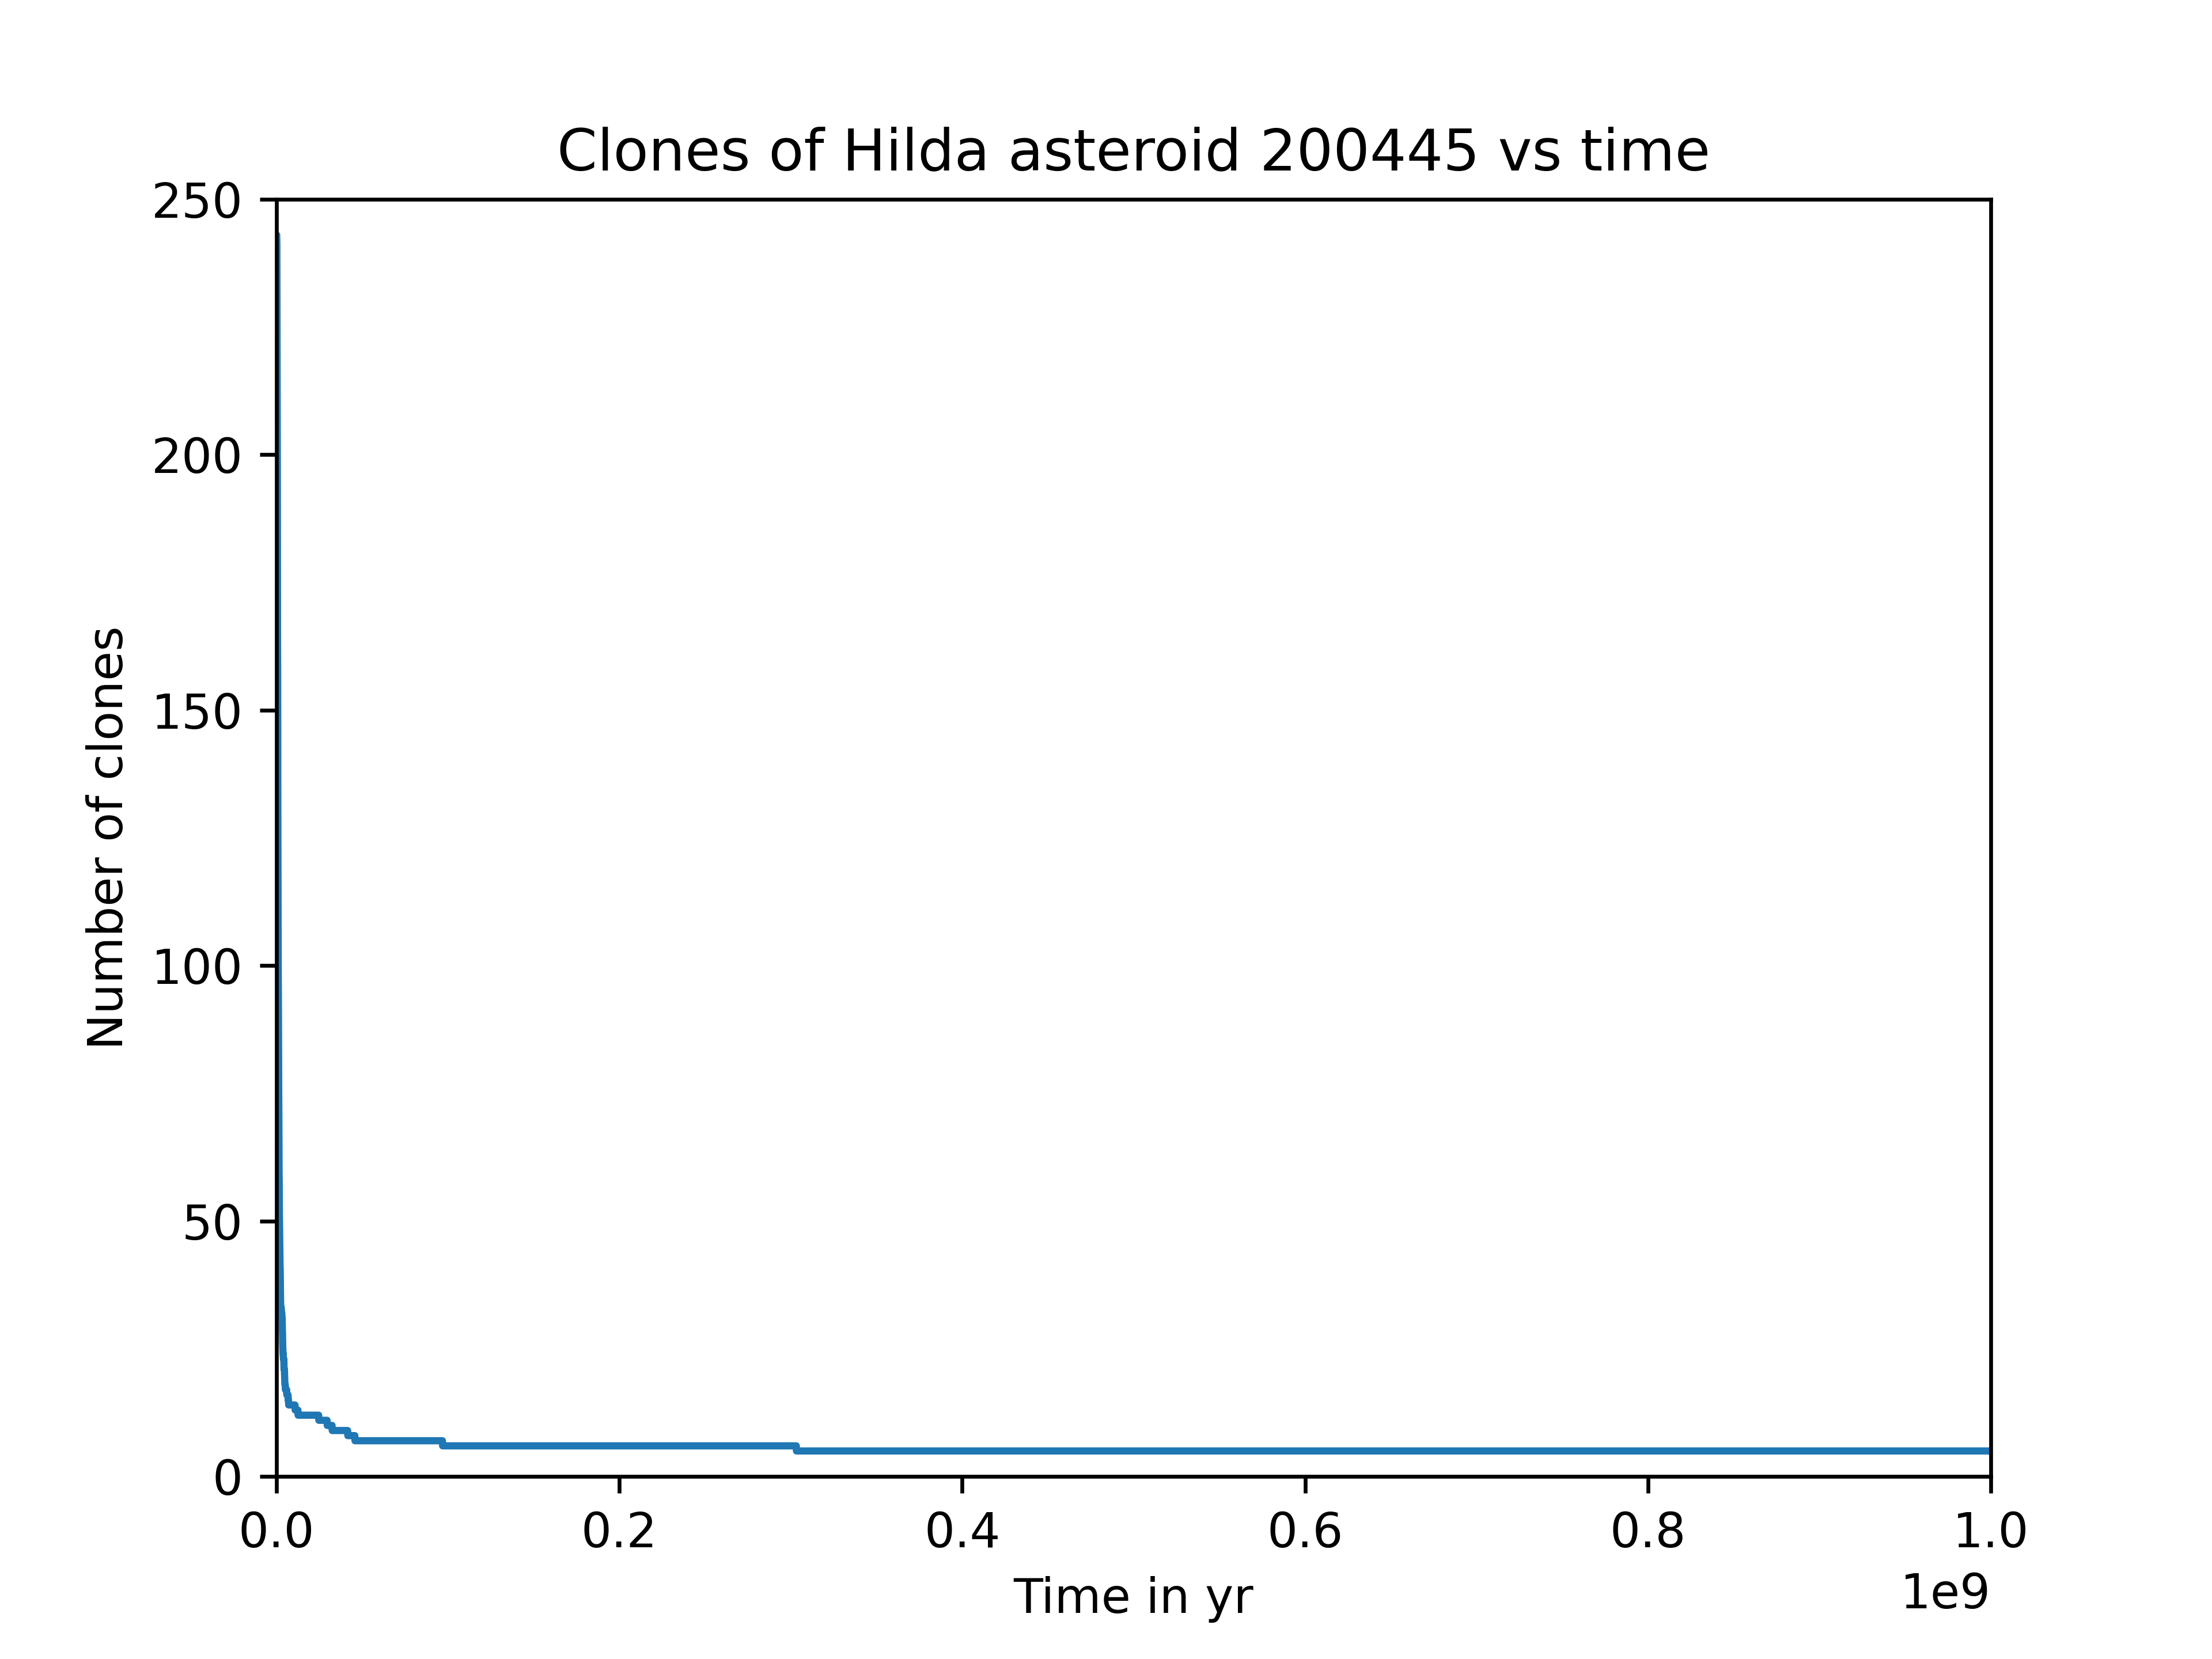 Clones of Hilda asteroid 200445 vs time
250
200
150
100
50
0
Number of clones
0.0 0.2 0.4 0.6 0.8 1.0
1e9
Time in yr